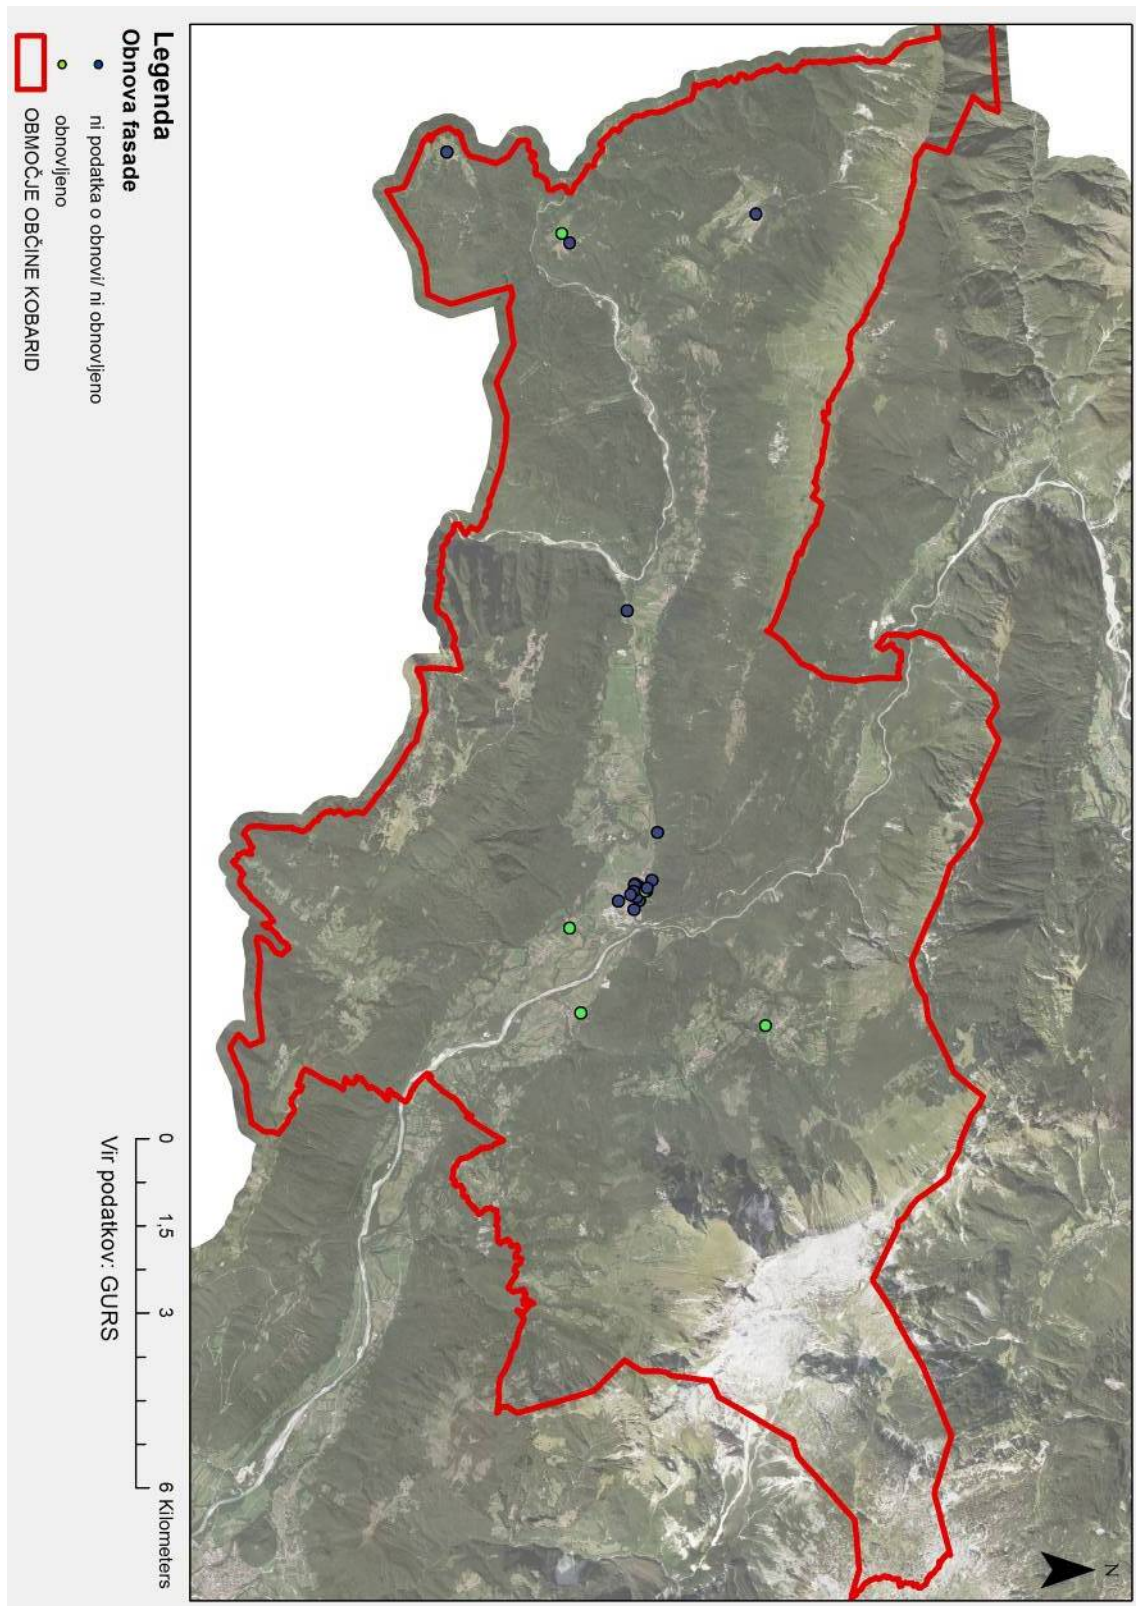 N
Legenda
Obnova fasade
ni podatka o obnovi/ ni obnovljeno
obnovljeno
OBMOČJE OBČINE KOBARID
0 1,5 3 6 Kilometers
Vir podatkov: GURS